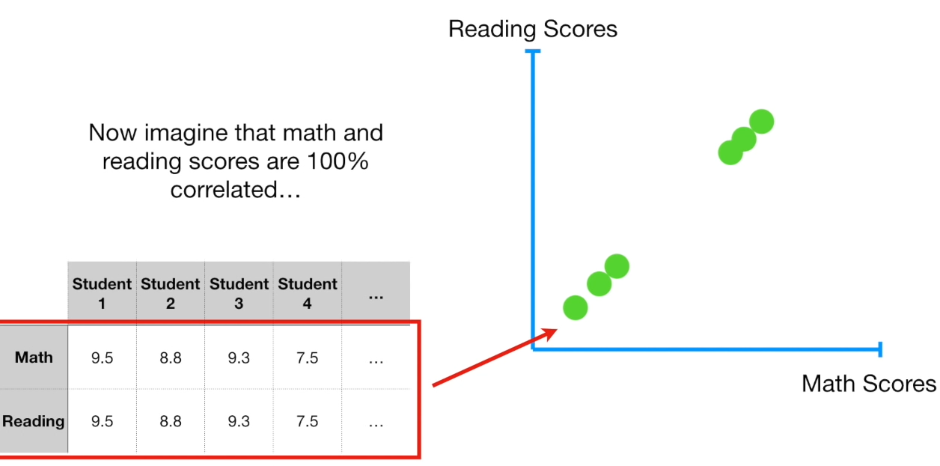 Reading Scores
Now imagine that math and
reading scores are 100%
correlated…
Student 1 Student 2 Student 3 Student 4 …
Math 9.5 8.8 9.3 7.5 …
Reading 9.5 8.8 9.3 7.5 …
Math Scores